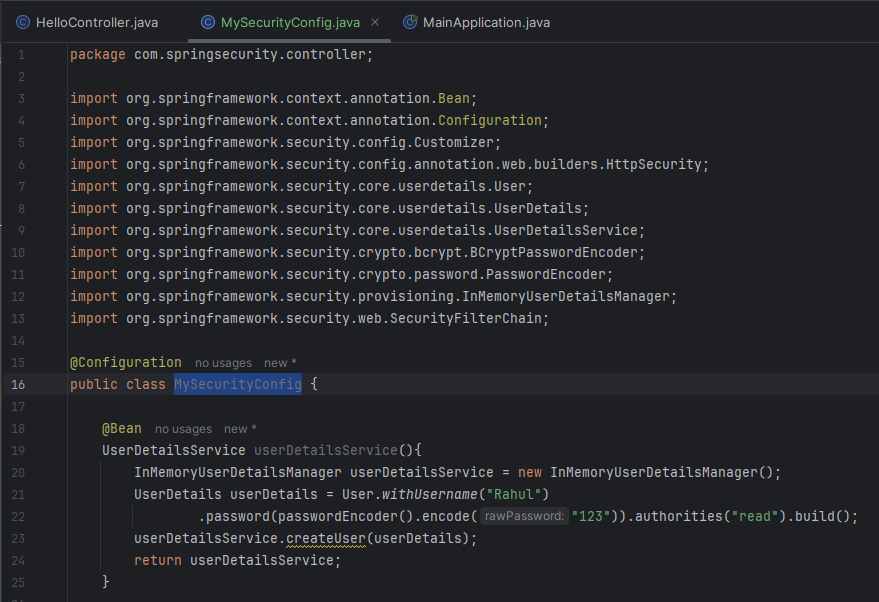 HelloController.java MySecurityConfig.java MainApplication.java
1 package com.springsecurity.controller;
2
3 import org.springframework.context.annotation.Bean;
4 import org.springframework.context.annotation.Configuration;
5 import org.springframework.security.config.Customizer;
6 import org.springframework.security.config.annotation.web.builders.HttpSecurity;
7 import org.springframework.security.core.userdetails.User;
8 import org.springframework.security.core.userdetails.UserDetails;
9 import org.springframework.security.core.userdetails.UserDetailsService;
10 import org.springframework.security.crypto.bcrypt.BCryptPasswordEncoder;
11 import org.springframework.security.crypto.password.PasswordEncoder;
12 import org.springframework.security.provisioning.InMemoryUserDetailsManager;
13 import org.springframework.security.web.SecurityFilterChain;
14
15 @Configuration no usages new *
16 public class MySecurityConfig {
17
18 @Bean no usages new *
19 UserDetailsService userDetailsService(){
20 InMemoryUserDetailsManager userDetailsService = new InMemoryUserDetailsManager();
21 UserDetails userDetails = User.withUsername("Rahul")
22 .password(passwordEncoder().encode( rawPassword: "123")).authorities("read").build();
23 userDetailsService.createUser(userDetails);
24 return userDetailsService;
25 }